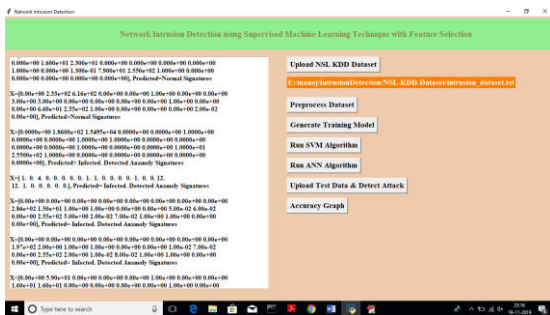 Network Intrusion Detection
Network Intrusion Detection using Supervised Machine Learning Technique with Feature Selection
0.000e+00 1.600e+01 2.300e+01 0.000e+00 0.000e+00 0.000e+00 0.000e+00
1.000e+00 0.000e+00 1.300e-01 7.900e+01 2.550e+02 1.000e+00 0.000e+00
0.000e+00 0.000e+00 0.000e+00 0.000e+00], Predicted=Normal Signatures
X=[0.00e+00 2.33e+02 6.16e+02 0.00e+00 0.00e+00 1.00e+00 0.00e+00 0.00e+00
3.00e+00 3.00e+00 0.00e+00 0.00e+00 0.00e+00 0.00e+00 1.00e+00 0.00e+00
0.00e+00 6.60e+01 2.55e+02 1.00e+00 0.00e+00 0.00e+00 0.00e+00 2.00e-02
0.00e+00], Predicted=Normal Signatures
X=[0.0000e+00 1.8600e+02 1.5495e+04 0.0000e+00 0.0000e+00 1.0000e+00
0.0000e+00 0.0000e+00 1.0000e+00 1.0000e+00 0.0000e+00 0.0000e+00
0.0000e+00 0.0000e+00 1.0000e+00 0.0000e+00 0.0000e+00 1.0000e+01
2.5500e+02 1.0000e+00 0.0000e+00 0.0000e+00 0.0000e+00 0.0000e+00
0.0000e+00], Predicted= Infected. Detected Anamoly Signatures
X=[ 1. 0. 4. 0. 0. 0. 0. 0. 1. 1. 0. 0. 0. 0. 1. 0. 0. 12.
12. 1. 0. 0. 0. 0. 0.], Predicted= Infected. Detected Anamoly Signatures
X=[0.00e+00 0.00e+00 0.00e+00 0.00e+00 0.00e+00 0.00e+00 0.00e+00 0.00e+00
2.86e+02 1.50e+01 1.00e+00 1.00e+00 0.00e+00 0.00e+00 5.00e-02 6.00e-02
0.00e+00 2.55e+02 5.00e+00 2.00e-02 7.00e-02 1.00e+00 1.00e+00 0.00e+00
0.00e+00], Predicted= Infected. Detected Anamoly Signatures
X=[0.00e+00 0.00e+00 0.00e+00 0.00e+00 0.00e+00 0.00e+00 0.00e+00 0.00e+00
1.97e+02 2.00e+00 1.00e+00 1.00e+00 0.00e+00 0.00e+00 1.00e-02 7.00e-02
0.00e+00 2.55e+02 2.00e+00 1.00e-02 8.00e-02 1.00e+00 1.00e+00 0.00e+00
0.00e+00], Predicted= Infected. Detected Anamoly Signatures
X=[0.00e+00 5.90e+01 0.00e+00 0.00e+00 0.00e+00 1.00e+00 0.00e+00 0.00e+00
1.60e+01 1.60e+01 0.00e+00 0.00e+00 0.00e+00 0.00e+00 1.00e+00 0.00e+00
Upload NSL KDD Dataset
E:/manoj/IntrusionDetection/NSL-KDD-Dataset/intrusion_dataset.txt
Preprocess Dataset
Generate Training Model
Run SVM Algorithm
Run ANN Algorithm
Upload Test Data & Detect Attack
Accuracy Graph
Type here to search
23:16
16-11-2019